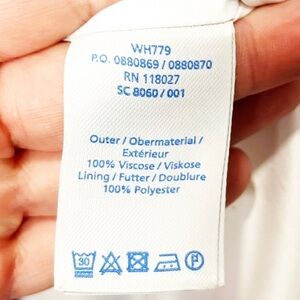 WH779
P.O. 0880869 / 0880870
RN 118027
SC 8060 / 001
Outer / Obermaterial /
Extérieur
100% Viscose / Viskose
Lining / Futter / Doublure
100% Polyester
30 P